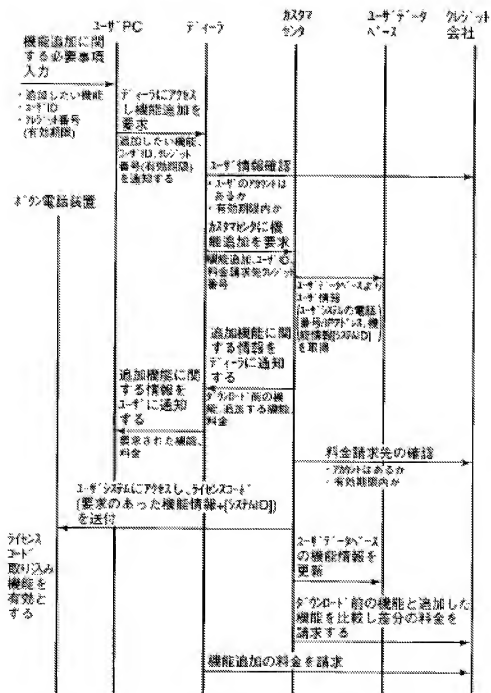 ユーザPC
ディーラ
カスタマ
センタ
ユーザデータ
ベース
クレジット
会社
機能追加に関
する必要事項
入力
・追加したい機能
・ユーザID
・クレジット番号
(有効期限)
ディーラにアクセス
し機能追加を
要求
追加したい機能、
ユーザID、クレジット
番号(有効期限)
を通知する
ユーザ情報確認
・ユーザのアカウントは
あるか
・有効期限内か
ボタン電話装置
カスタマセンタに機
能追加を要求
機能追加、ユーザID、
料金請求先クレジット
番号
ユーザデータベースより
ユーザ情報
(ユーザシステムの電話
番号/IPアドレス、機
能情報[システムID])
を取得
追加機能に関
する情報を
ディーラに通知
する
ダウンロード前の機
能、追加する機能、
料金
追加機能に関
する情報を
ユーザに通知
する
要求された機能、
料金
料金請求先の確認
・アカウントはあるか
・有効期限内か
ユーザシステムにアクセスし、ライセンスコード
(要求のあった機能情報+[システムID])
を送付
ライセンス
コード
取り込み
機能を
有効と
する
ユーザデータベース
の機能情報を
更新
ダウンロード前の機能と追加した
機能を比較し差分の料金を
請求する
機能追加の料金を請求